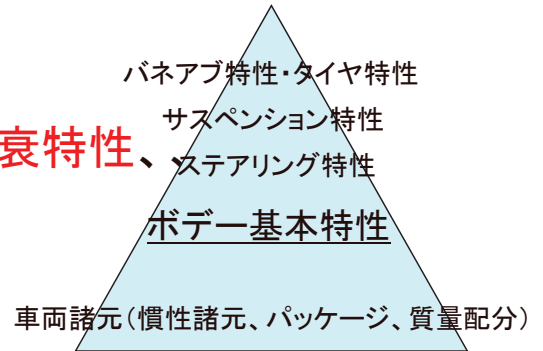 バネアブ特性・タイヤ特性
サスペンション特性
衰特性、、
ステアリング特性
ボデー基本特性
車両諸元（慣性諸元、パッケージ、質量配分）